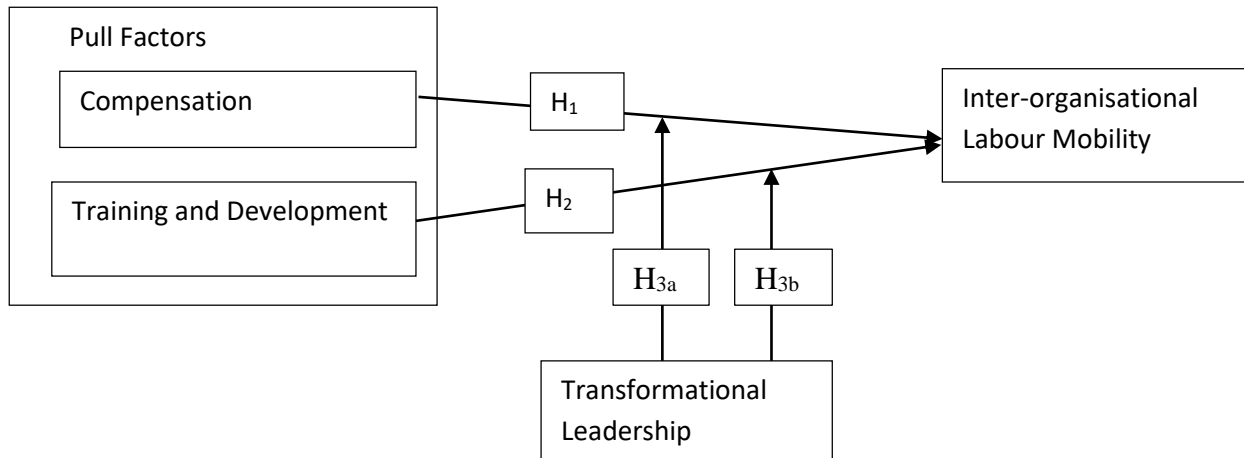 Pull Factors
Compensation
H₁
Inter-organisational
Labour Mobility
Training and Development
H₂
H₃ₐ
H3b
Transformational
Leadership